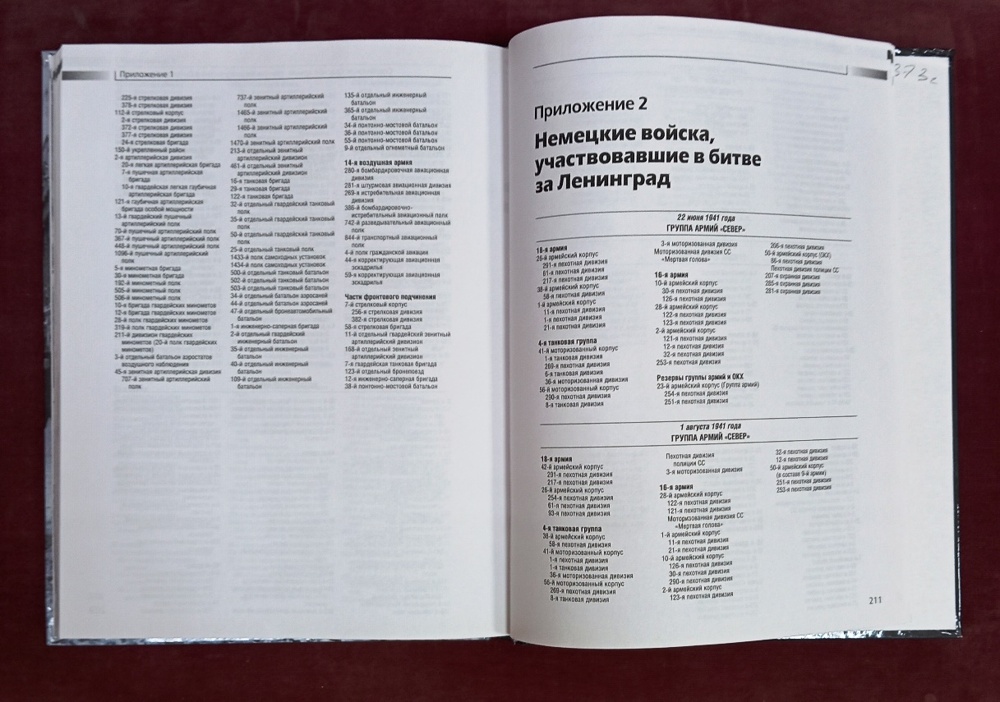 Приложение 1
225-я стрелковая дивизия
378-я стрелковая дивизия
112-й стрелковый корпус
2-я стрелковая дивизия
372-я стрелковая дивизия
377-я стрелковая дивизия
24-я стрелковая бригада
150-й укрепленный район
2-я артиллерийская дивизия
20-я легкая артиллерийская бригада
7-я пушечная артиллерийская
бригада
10-я гвардейская легкая гаубичная
артиллерийская бригада
121-я гаубичная артиллерийская
бригада особой мощности
13-й гвардейский пушечный
артиллерийский полк
70-й пушечный артиллерийский полк
367-й пушечный артиллерийский полк
448-й пушечный артиллерийский полк
1096-й пушечный артиллерийский
полк
5-я минометная бригада
30-я минометная бригада
192-й минометный полк
505-й минометный полк
506-й минометный полк
10-я бригада гвардейских минометов
12-я бригада гвардейских минометов
28-й полк гвардейских минометов
319-й полк гвардейских минометов
211-й дивизион гвардейских
минометов (20-й полк гвардейских
минометов)
3-й отдельный батальон аэростатов
воздушного наблюдения
45-я зенитная артиллерийская дивизия
707-й зенитный артиллерийский
полк
737-й зенитный артиллерийский
полк
1465-й зенитный артиллерийский
полк
1466-й зенитный артиллерийский
полк
1470-й зенитный артиллерийский полк
213-й отдельный зенитный
артиллерийский дивизион
461-й отдельный зенитный
артиллерийский дивизион
16-я танковая бригада
29-я танковая бригада
122-я танковая бригада
32-й отдельный гвардейский танковый
полк
35-й отдельный гвардейский танковый
полк
50-й отдельный гвардейский танковый
полк
25-й отдельный танковый полк
1433-й полк самоходных установок
1434-й полк самоходных установок
500-й отдельный танковый батальон
502-й отдельный танковый батальон
503-й отдельный танковый батальон
34-й отдельный батальон аэросаней
44-й отдельный батальон аэросаней
47-й отдельный бронеавтомобильный
батальон
1-я инженерно-саперная бригада
2-й отдельный гвардейский
инженерный батальон
35-й отдельный инженерный
батальон
40-й отдельный инженерный
батальон
109-й отдельный инженерный
батальон
135-й отдельный инженерный
батальон
365-й отдельный инженерный
батальон
34-й понтонно-мостовой батальон
36-й понтонно-мостовой батальон
55-й понтонно-мостовой батальон
9-й отдельный огнеметный батальон
14-я воздушная армия
280-я бомбардировочная авиационная
дивизия
281-я штурмовая авиационная дивизия
269-я истребительная авиационная
дивизия
386-й бомбардировочно-
истребительный авиационный полк
742-й разведывательный авиационный
полк
844-й транспортный авиационный
полк
4-й полк гражданской авиации
44-я корректирующая авиационная
эскадрилья
59-я корректирующая авиационная
эскадрилья
Части фронтового подчинения
7-й стрелковый корпус
256-я стрелковая дивизия
382-я стрелковая дивизия
58-я стрелковая бригада
11-й отдельный гвардейский зенитный
артиллерийский дивизион
168-й отдельный зенитный
артиллерийский дивизион
7-я гвардейская танковая бригада
123-й отдельный бронепоезд
12-я инженерно-саперная бригада
38-й понтонно-мостовой батальон
373с
Приложение 2
Немецкие войска,
участвовавшие в битве
за Ленинград
22 июня 1941 года
ГРУППА АРМИЙ «СЕВЕР»
18-я армия
26-й армейский корпус
291-я пехотная дивизия
61-я пехотная дивизия
217-я пехотная дивизия
38-й армейский корпус
58-я пехотная дивизия
1-й армейский корпус
11-я пехотная дивизия
1-я пехотная дивизия
21-я пехотная дивизия
4-я танковая группа
41-й моторизованный корпус
1-я танковая дивизия
269-я пехотная дивизия
6-я танковая дивизия
36-я моторизованная дивизия
56-й моторизованный корпус
290-я пехотная дивизия
8-я танковая дивизия
3-я моторизованная дивизия
Моторизованная дивизия СС
«Мертвая голова»
16-я армия
10-й армейский корпус
30-я пехотная дивизия
126-я пехотная дивизия
28-й армейский корпус
122-я пехотная дивизия
123-я пехотная дивизия
2-й армейский корпус
121-я пехотная дивизия
12-я пехотная дивизия
32-я пехотная дивизия
253-я пехотная дивизия
Резервы группы армий и ОКХ
23-й армейский корпус (Группа армий)
254-я пехотная дивизия
251-я пехотная дивизия
206-я пехотная дивизия
50-й армейский корпус (ОКХ)
86-я пехотная дивизия
Пехотная дивизия полиции СС
207-я охранная дивизия
285-я охранная дивизия
281-я охранная дивизия
1 августа 1941 года
ГРУППА АРМИЙ «СЕВЕР»
18-я армия
42-й армейский корпус
291-я пехотная дивизия
217-я пехотная дивизия
26-й армейский корпус
254-я пехотная дивизия
61-я пехотная дивизия
93-я пехотная дивизия
4-я танковая группа
38-й армейский корпус
58-я пехотная дивизия
41-й моторизованный корпус
1-я пехотная дивизия
1-я танковая дивизия
36-я моторизованная дивизия
56-й моторизованный корпус
269-я пехотная дивизия
8-я танковая дивизия
Пехотная дивизия
полиции СС
3-я моторизованная дивизия
16-я армия
28-й армейский корпус
122-я пехотная дивизия
121-я пехотная дивизия
Моторизованная дивизия СС
«Мертвая голова»
1-й армейский корпус
11-я пехотная дивизия
21-я пехотная дивизия
10-й армейский корпус
126-я пехотная дивизия
30-я пехотная дивизия
290-я пехотная дивизия
2-й армейский корпус
123-я пехотная дивизия
32-я пехотная дивизия
12-я пехотная дивизия
50-й армейский корпус
(в составе 9-й армии)
251-я пехотная дивизия
253-я пехотная дивизия
211